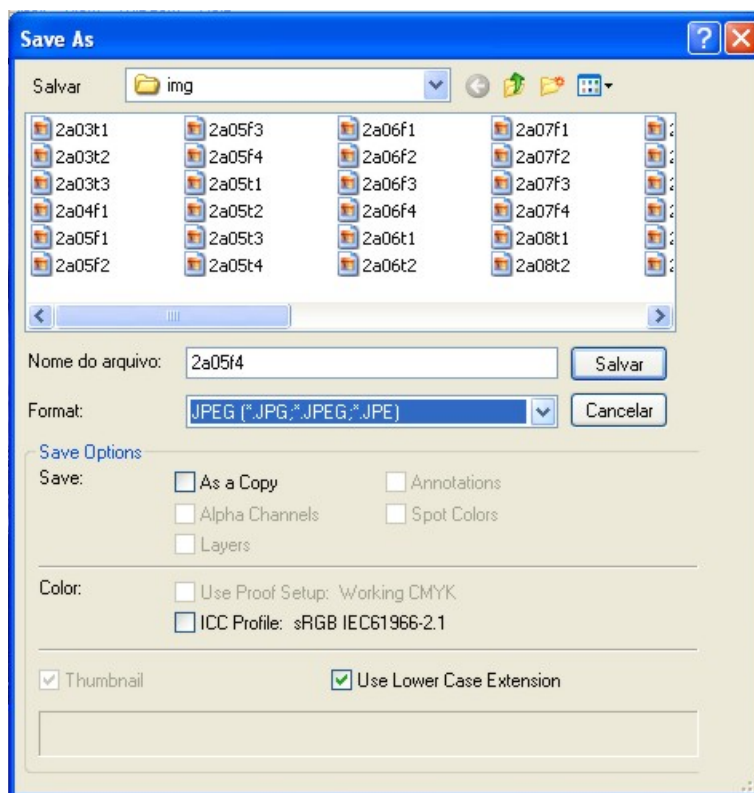 Save As
Salvar img
2a03t1 2a05f3 2a06f1 2a07f1
2a03t2 2a05f4 2a06f2 2a07f2
2a03t3 2a05t1 2a06f3 2a07f3
2a04f1 2a05t2 2a06f4 2a07f4
2a05f1 2a05t3 2a06t1 2a08t1
2a05f2 2a05t4 2a06t2 2a08t2
Nome do arquivo: 2a05f4 Salvar
Format: JPEG (*.JPG;*.JPEG;*.JPE) Cancelar
Save Options
Save: As a Copy Annotations
Alpha Channels Spot Colors
Layers
Color: Use Proof Setup: Working CMYK
ICC Profile: sRGB IEC61966-2.1
Thumbnail Use Lower Case Extension